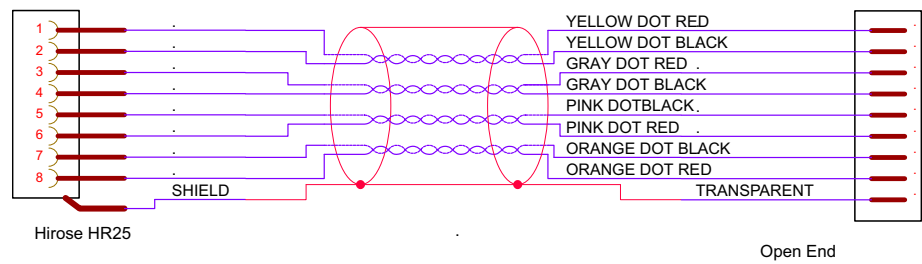 1 YELLOW DOT RED
2 YELLOW DOT BLACK
3 GRAY DOT RED
4 GRAY DOT BLACK
5 PINK DOTBLACK
6 PINK DOT RED
7 ORANGE DOT BLACK
8 ORANGE DOT RED
SHIELD TRANSPARENT
Hirose HR25
Open End